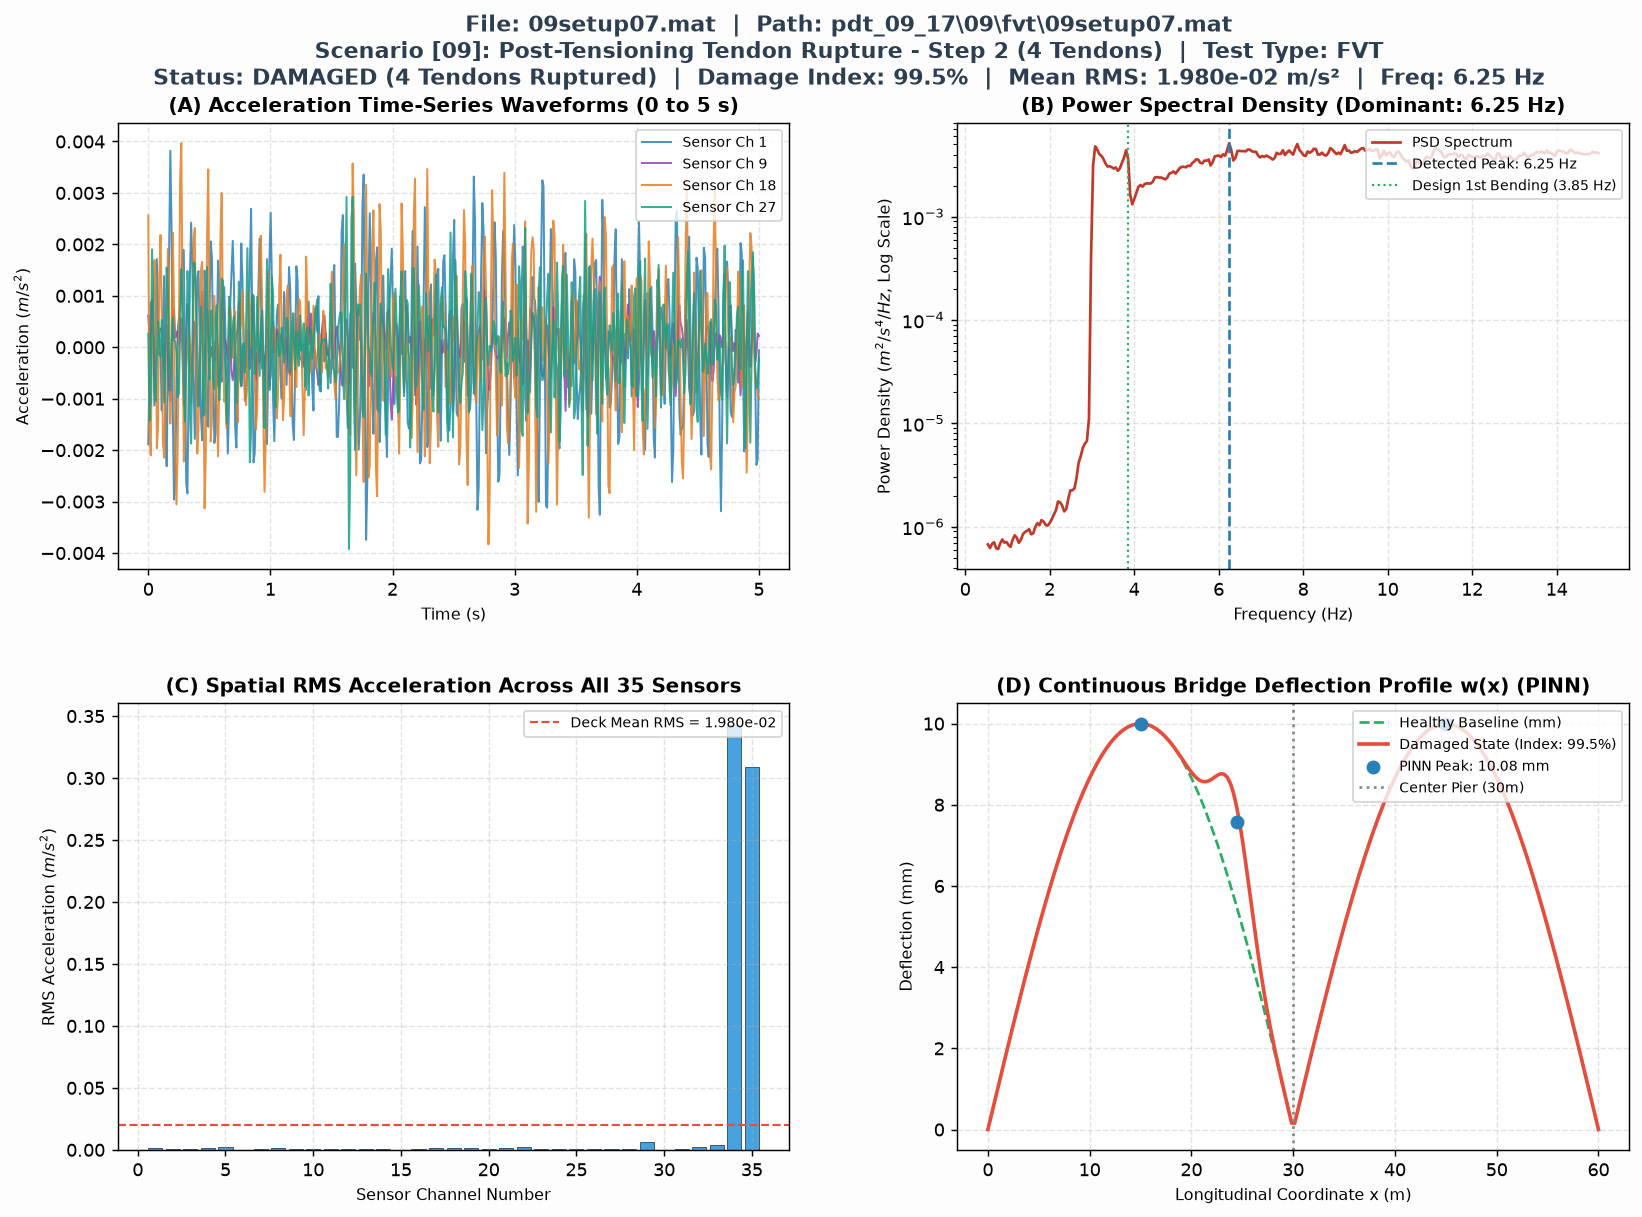 File: 09setup07.mat | Path: pdt_09_17\09\fvt\09setup07.mat
Scenario [09]: Post-Tensioning Tendon Rupture - Step 2 (4 Tendons) | Test Type: FVT
Status: DAMAGED (4 Tendons Ruptured) | Damage Index: 99.5% | Mean RMS: 1.980e-02 m/s² | Freq: 6.25 Hz
(A) Acceleration Time-Series Waveforms (0 to 5 s)
Sensor Ch 1
Sensor Ch 9
Sensor Ch 18
Sensor Ch 27
0.004
0.003
0.002
0.001
0.000
−0.001
−0.002
−0.003
−0.004
Acceleration (m/s²)
0 1 2 3 4 5
Time (s)
(B) Power Spectral Density (Dominant: 6.25 Hz)
PSD Spectrum
Detected Peak: 6.25 Hz
Design 1st Bending (3.85 Hz)
10⁻³
10⁻⁴
10⁻⁵
10⁻⁶
Power Density (m²/s⁴/Hz, Log Scale)
0 2 4 6 8 10 12 14
Frequency (Hz)
(C) Spatial RMS Acceleration Across All 35 Sensors
Deck Mean RMS = 1.980e-02
0.35
0.30
0.25
0.20
0.15
0.10
0.05
0.00
RMS Acceleration (m/s²)
0 5 10 15 20 25 30 35
Sensor Channel Number
(D) Continuous Bridge Deflection Profile w(x) (PINN)
Healthy Baseline (mm)
Damaged State (Index: 99.5%)
PINN Peak: 10.08 mm
Center Pier (30m)
10
8
6
4
2
0
Deflection (mm)
0 10 20 30 40 50 60
Longitudinal Coordinate x (m)